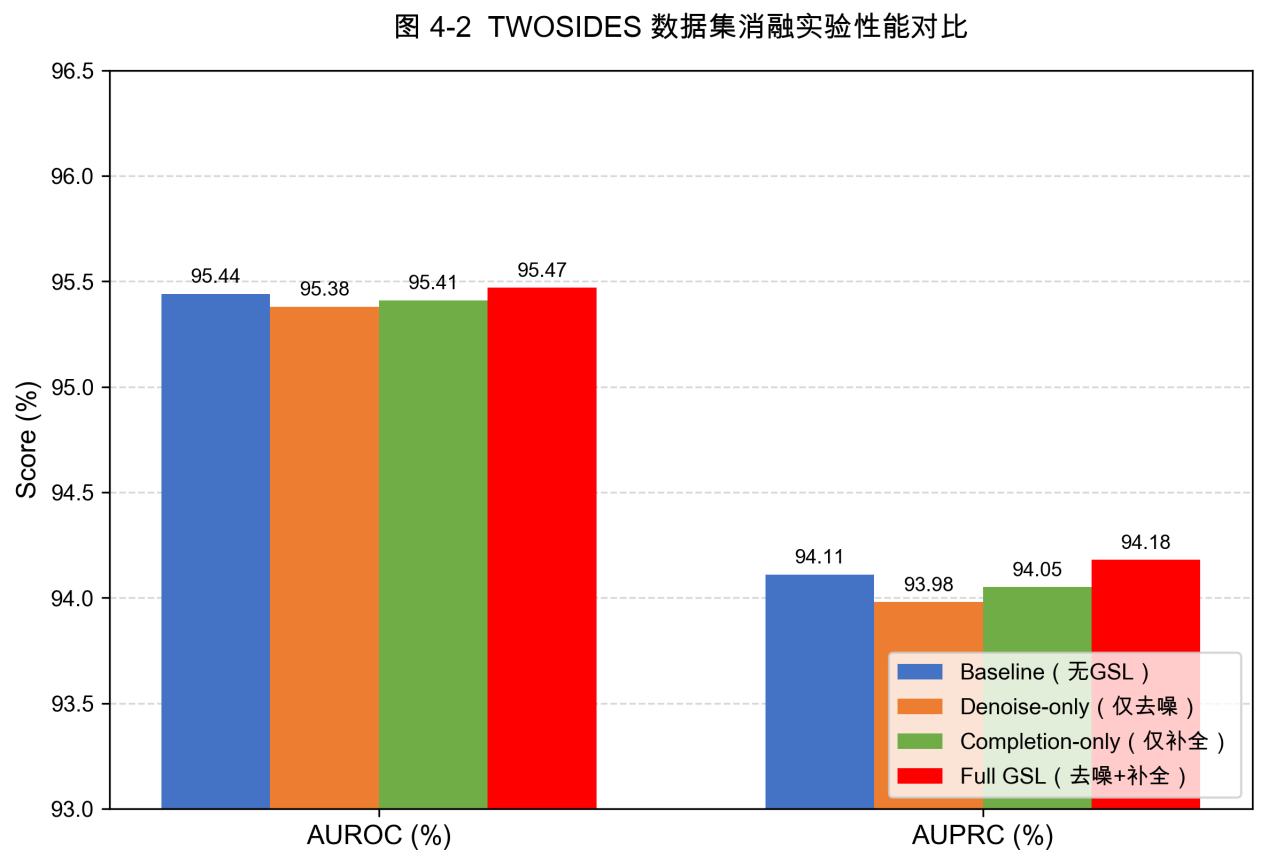 图 4-2 TWOSIDES 数据集消融实验性能对比
Score (%)
96.5
96.0
95.5
95.0
94.5
94.0
93.5
93.0
95.44
95.38
95.41
95.47
94.11
93.98
94.05
94.18
Baseline（无GSL）
Denoise-only（仅去噪）
Completion-only（仅补全）
Full GSL（去噪+补全）
AUROC (%)
AUPRC (%)